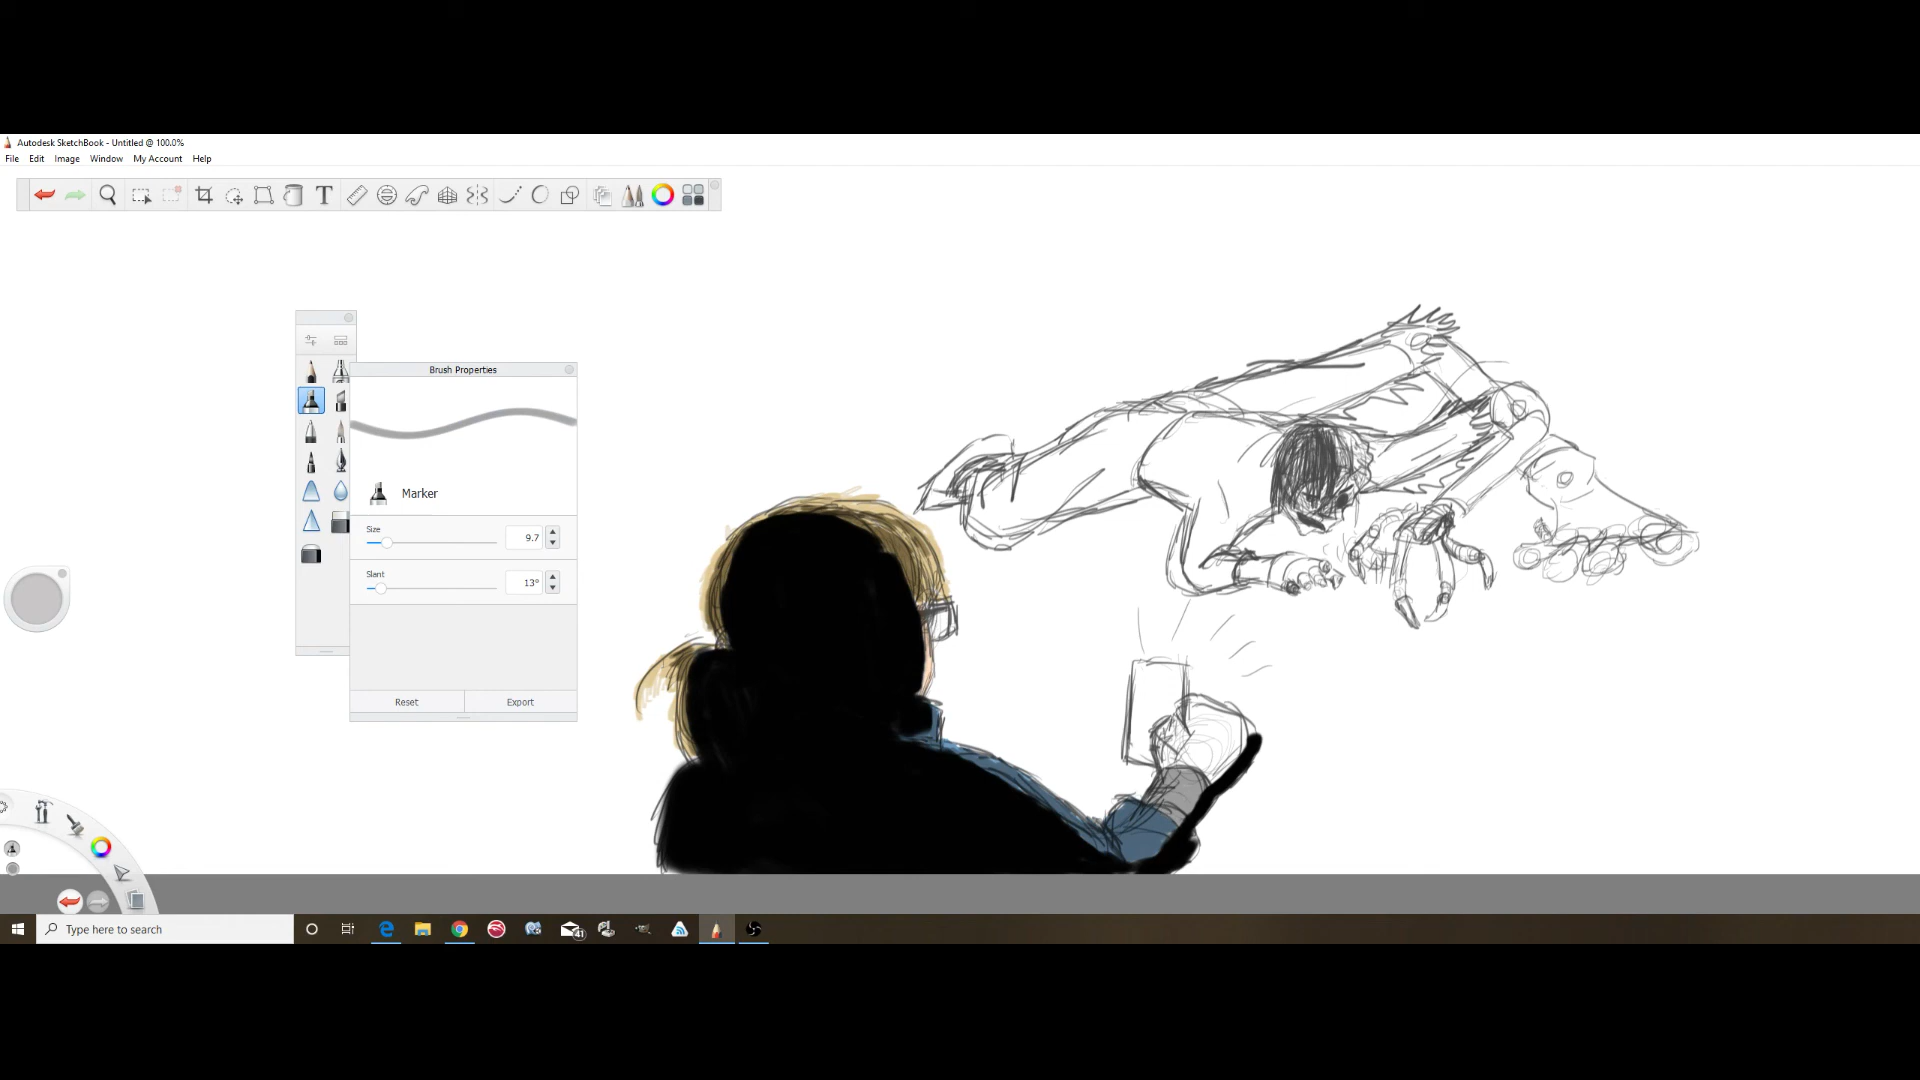 Autodesk SketchBook - Untitled @ 100.0%
File Edit Image Window My Account Help
T
Brush Properties
Marker
Size
9.7
Slant
13°
Reset Export
Type here to search
41